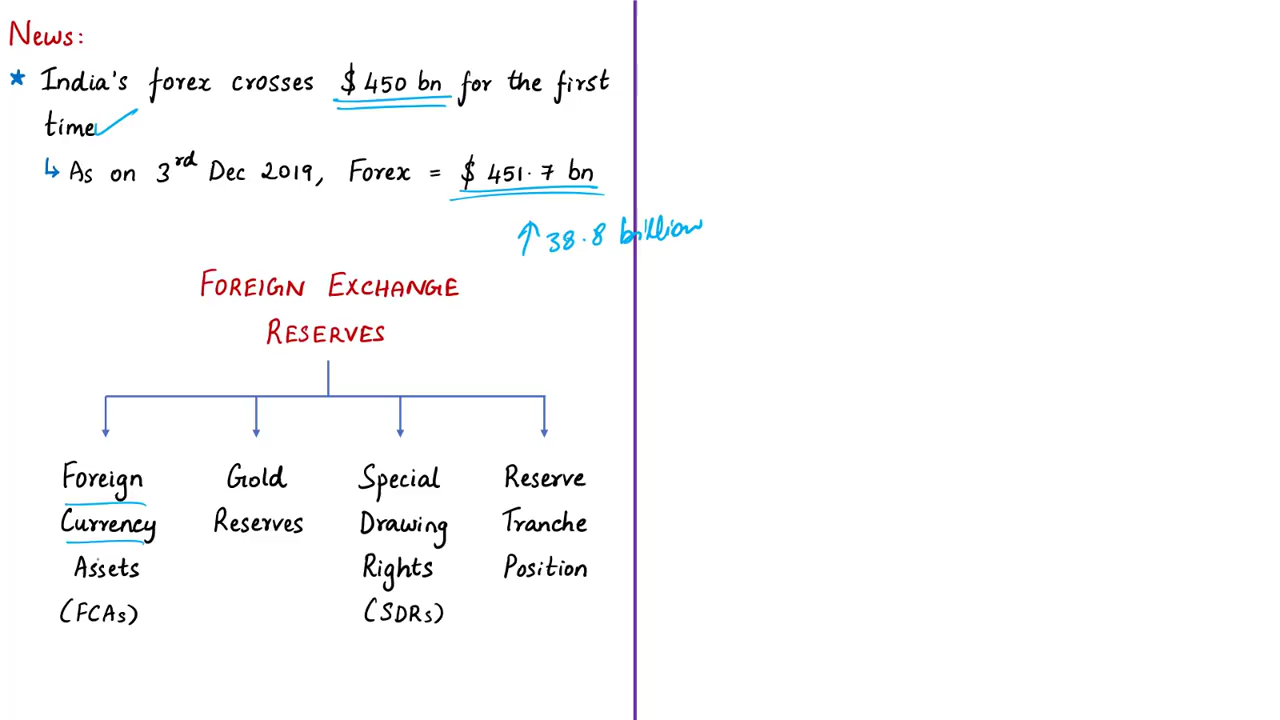 News:
★ India's forex crosses $ 450 bn for the first
time
↳ As on 3rd Dec 2019, Forex = $ 451.7 bn
↑ 38.8 billion
FOREIGN EXCHANGE
RESERVES
Foreign
Currency
Assets
(FCAs)
Gold
Reserves
Special
Drawing
Rights
(SDRs)
Reserve
Tranche
Position